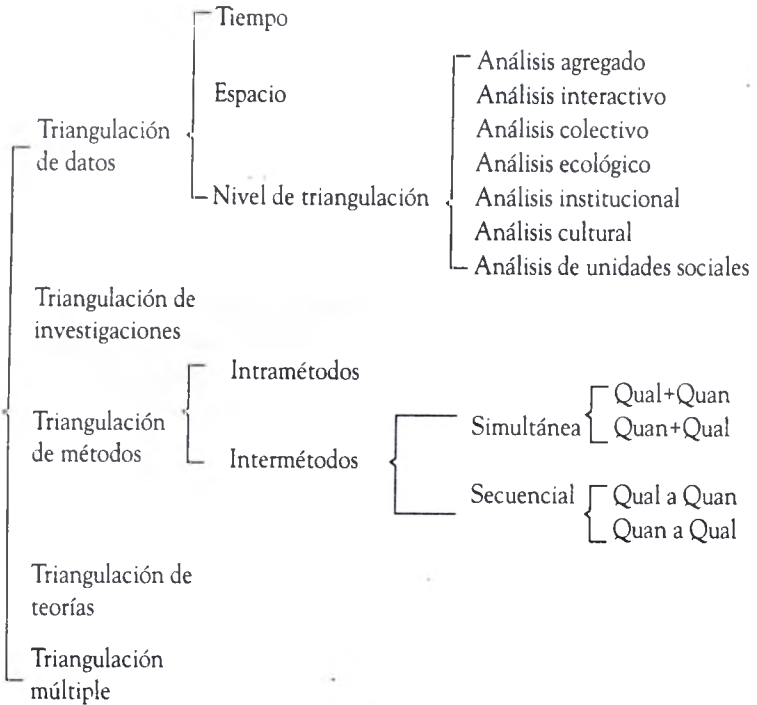 Tiempo
Espacio
Triangulación
de datos
Nivel de triangulación
Análisis agregado
Análisis interactivo
Análisis colectivo
Análisis ecológico
Análisis institucional
Análisis cultural
Análisis de unidades sociales
Triangulación de
investigaciones
Triangulación
de métodos
Intramétodos
Intermétodos
Simultánea
Qual+Quan
Quan+Qual
Secuencial
Qual a Quan
Quan a Qual
Triangulación de
teorías
Triangulación
múltiple